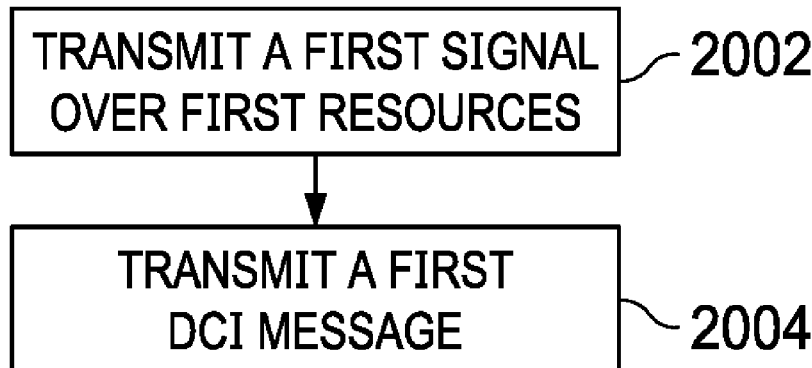 TRANSMIT A FIRST SIGNAL
OVER FIRST RESOURCES
2002
TRANSMIT A FIRST
DCI MESSAGE
2004